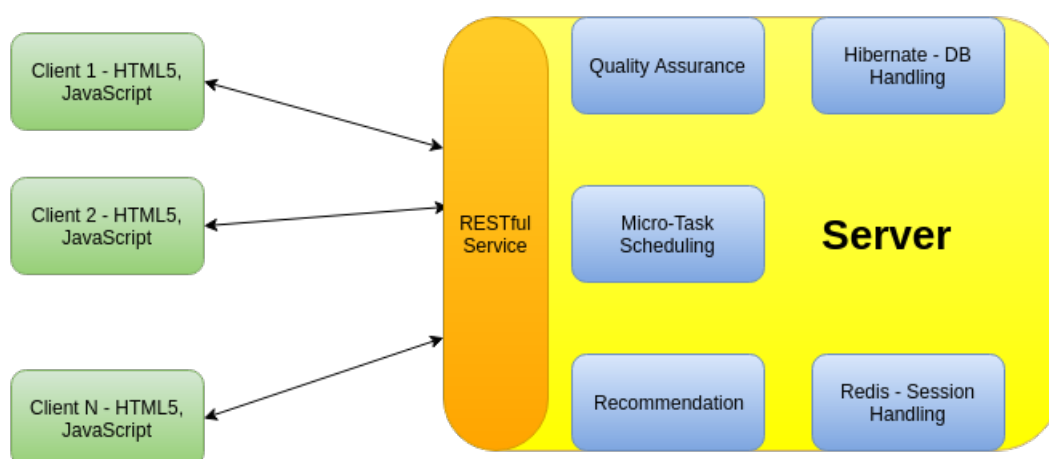 Client 1 - HTML5,
JavaScript
Client 2 - HTML5,
JavaScript
Client N - HTML5,
JavaScript
RESTful
Service
Quality Assurance
Hibernate - DB
Handling
Micro-Task
Scheduling
Server
Recommendation
Redis - Session
Handling